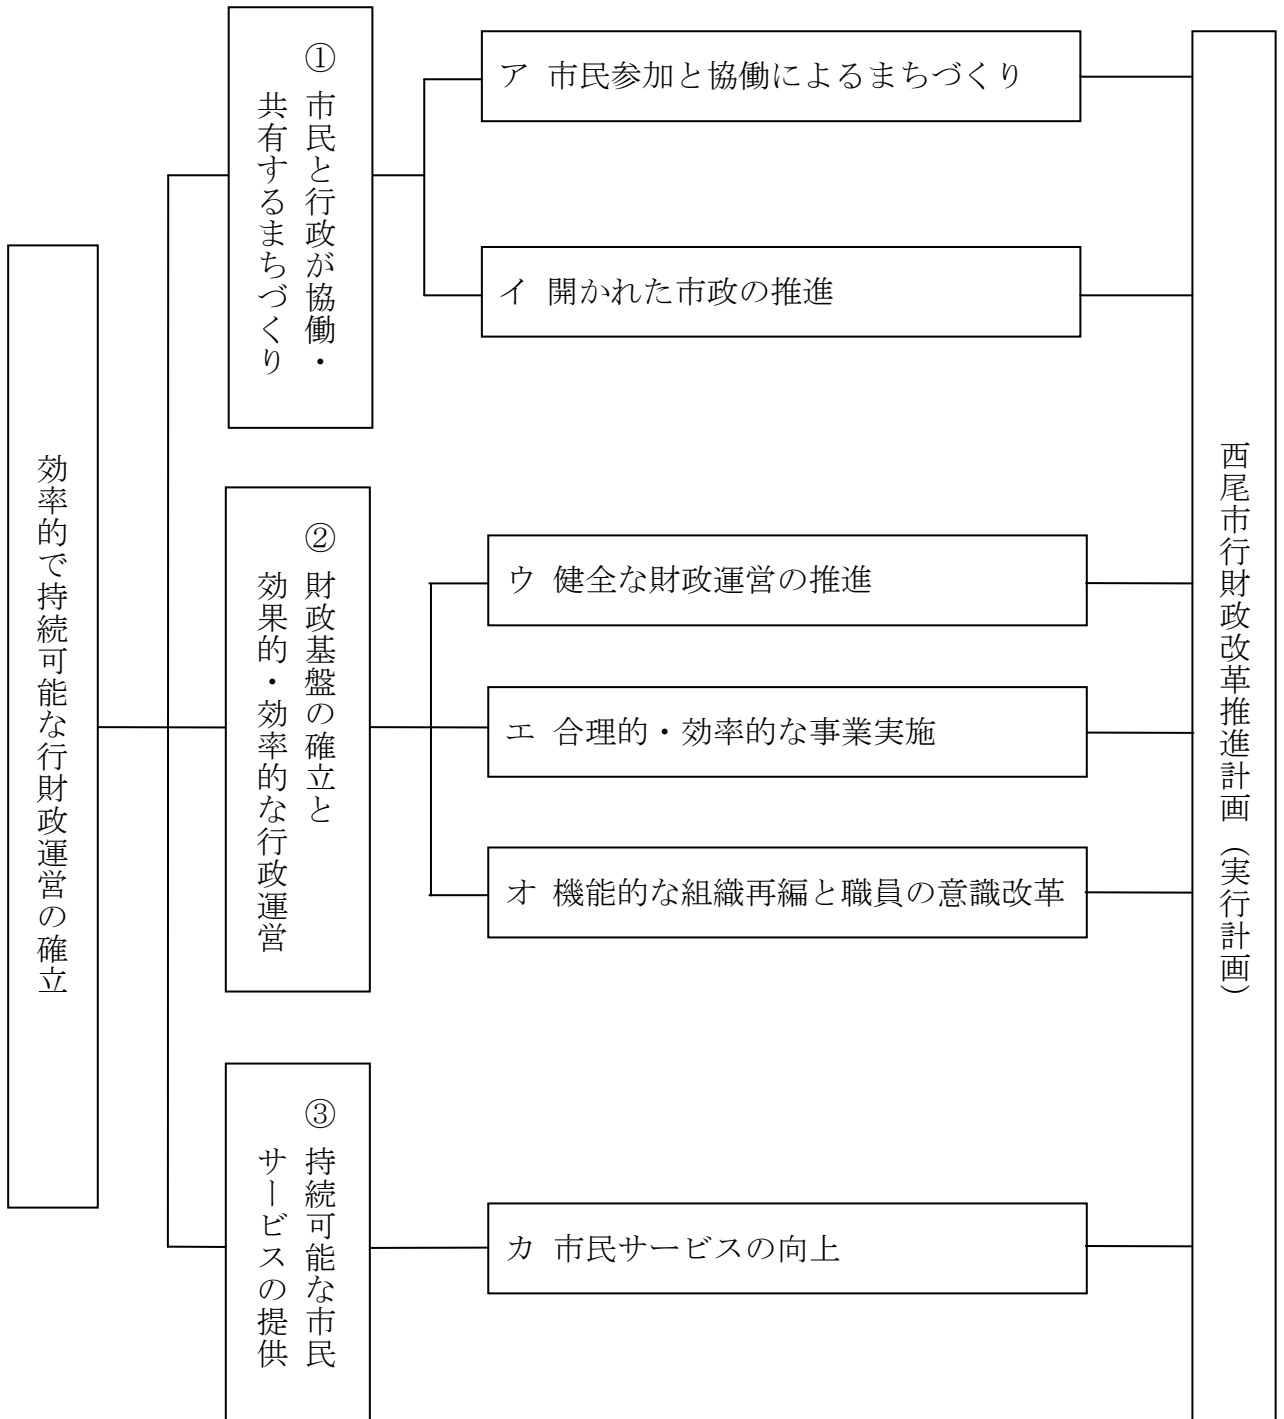 効率的で持続可能な行財政運営の確立
① 市民と行政が協働・
共有するまちづくり
ア 市民参加と協働によるまちづくり
イ 開かれた市政の推進
② 財政基盤の確立と
効果的・効率的な行政運営
ウ 健全な財政運営の推進
エ 合理的・効率的な事業実施
オ 機能的な組織再編と職員の意識改革
③ 持続可能な市民
サービスの提供
カ 市民サービスの向上
西尾市行財政改革推進計画（実行計画）